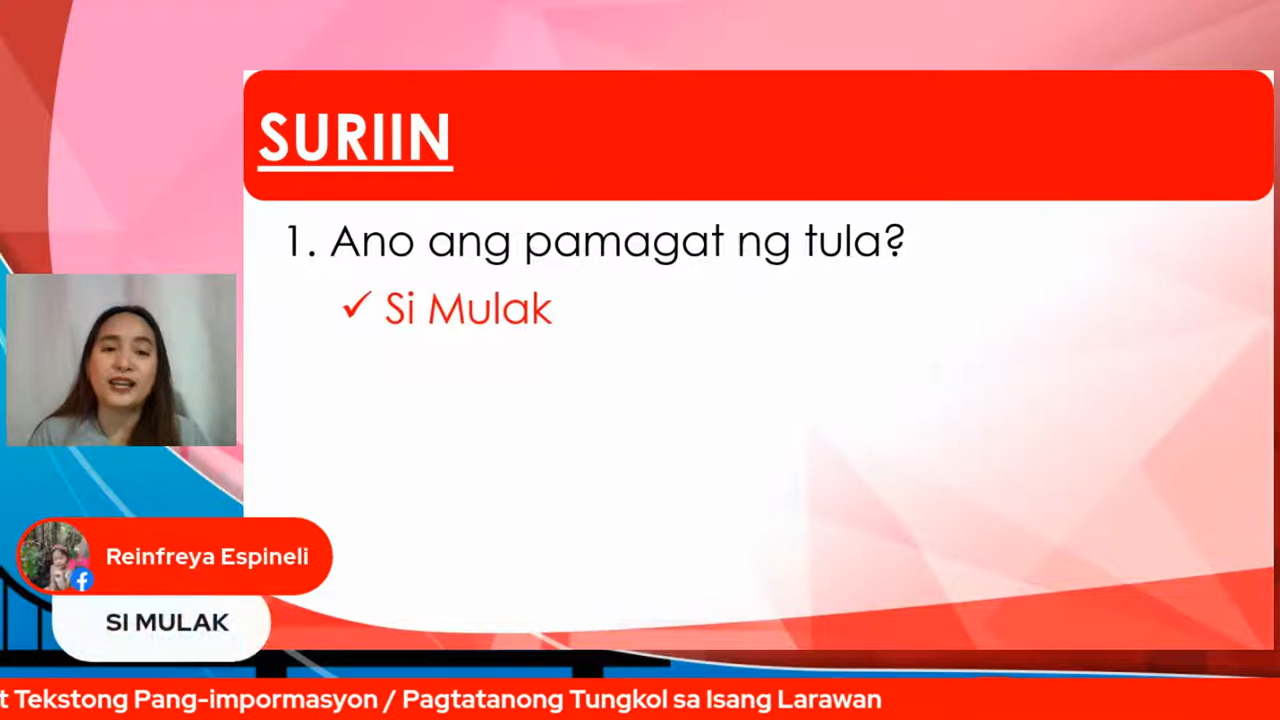 SURIIN
1. Ano ang pamagat ng tula?
✓ Si Mulak
Reinfreya Espineli
SI MULAK
t Tekstong Pang-impormasyon / Pagtatanong Tungkol sa Isang Larawan